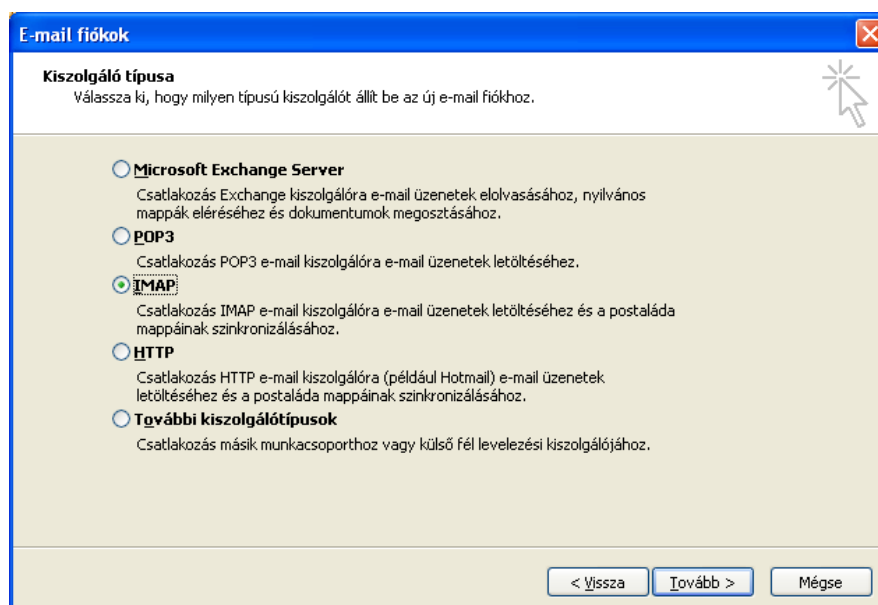 E-mail fiókok
Kiszolgáló típusa
Válassza ki, hogy milyen típusú kiszolgálót állít be az új e-mail fiókhoz.
Microsoft Exchange Server
Csatlakozás Exchange kiszolgálóra e-mail üzenetek elolvasásához, nyilvános
mappák eléréséhez és dokumentumok megosztásához.
POP3
Csatlakozás POP3 e-mail kiszolgálóra e-mail üzenetek letöltéséhez.
IMAP
Csatlakozás IMAP e-mail kiszolgálóra e-mail üzenetek letöltéséhez és a postaláda
mappáinak szinkronizálásához.
HTTP
Csatlakozás HTTP e-mail kiszolgálóra (például Hotmail) e-mail üzenetek
letöltéséhez és a postaláda mappáinak szinkronizálásához.
További kiszolgálótípusok
Csatlakozás másik munkacsoporthoz vagy külső fél levelezési kiszolgálójához.
< Vissza Tovább > Mégse